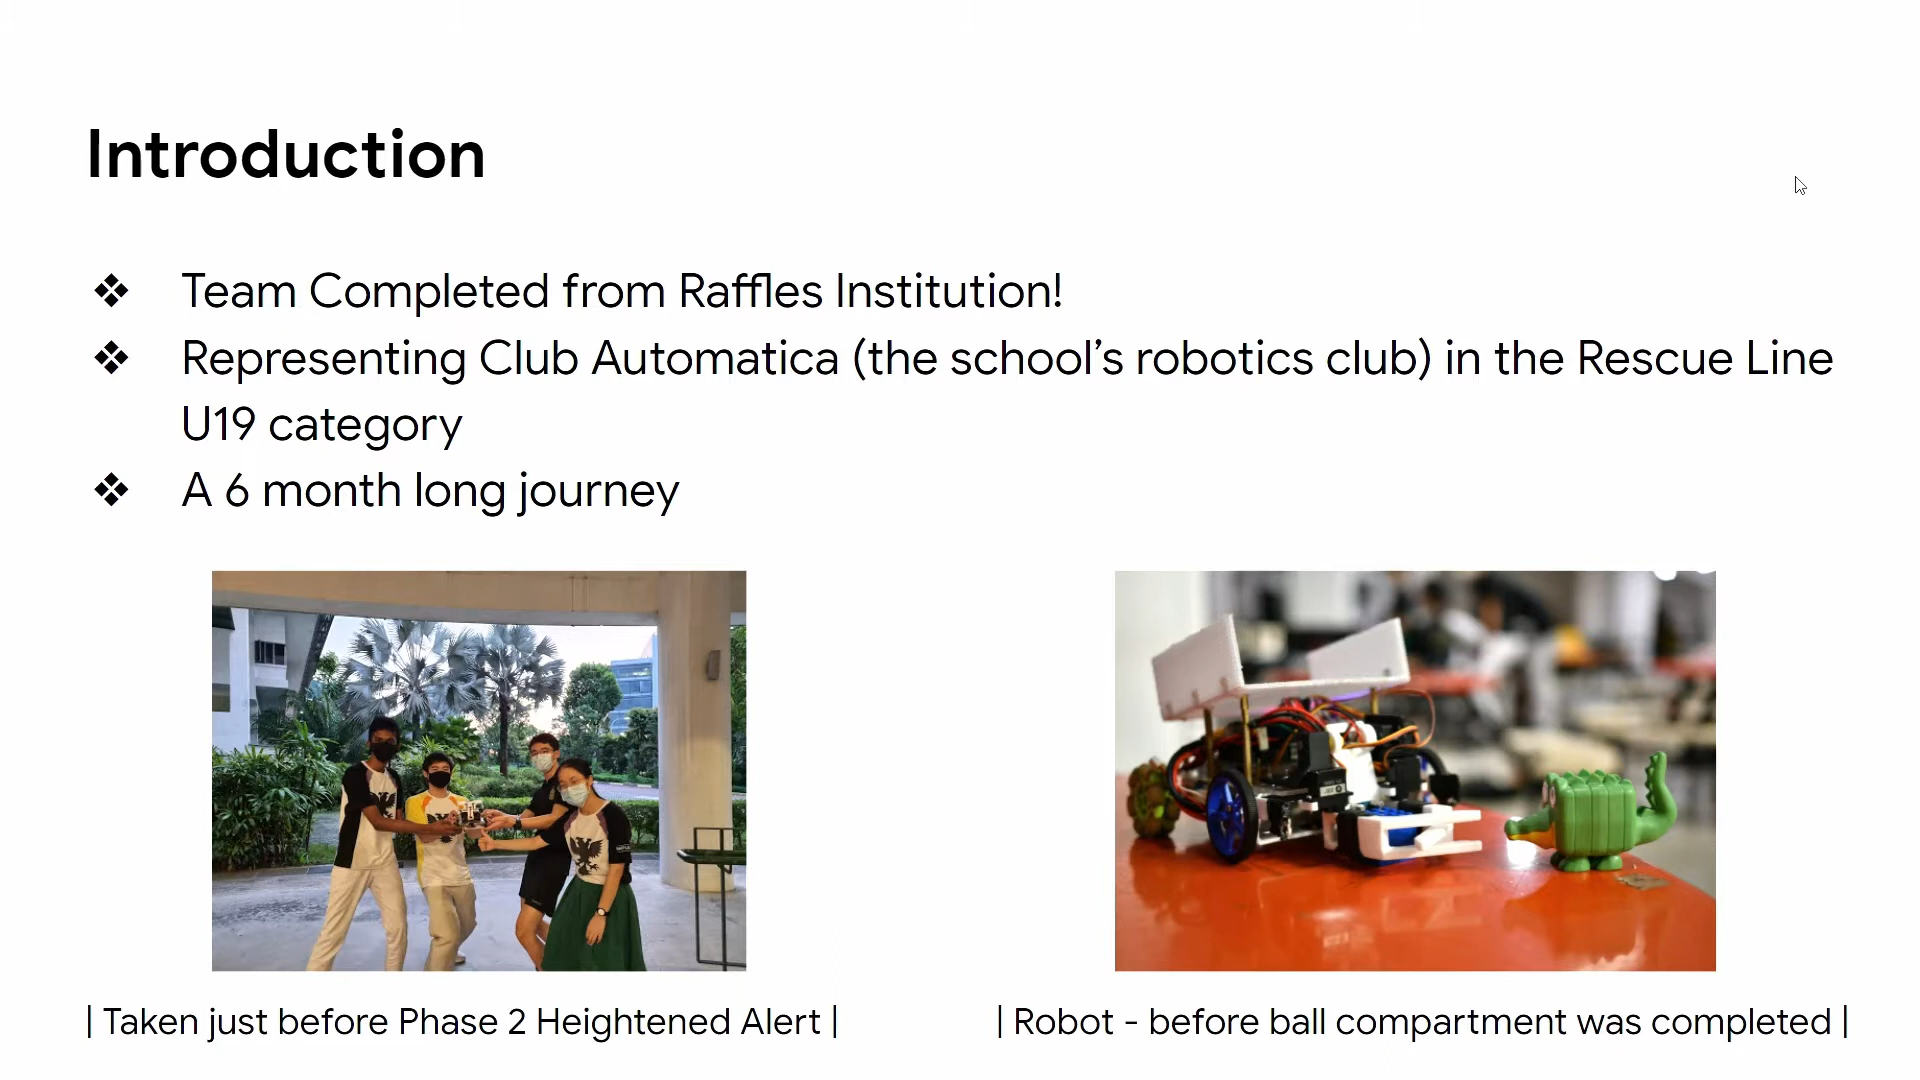 Introduction
❖ Team Completed from Raffles Institution!
❖ Representing Club Automatica (the school’s robotics club) in the Rescue Line
U19 category
❖ A 6 month long journey
| Taken just before Phase 2 Heightened Alert |
| Robot - before ball compartment was completed |